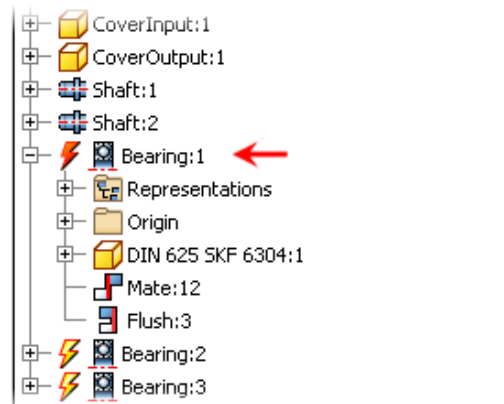 CoverInput:1
CoverOutput:1
Shaft:1
Shaft:2
Bearing:1
Representations
Origin
DIN 625 SKF 6304:1
Mate:12
Flush:3
Bearing:2
Bearing:3